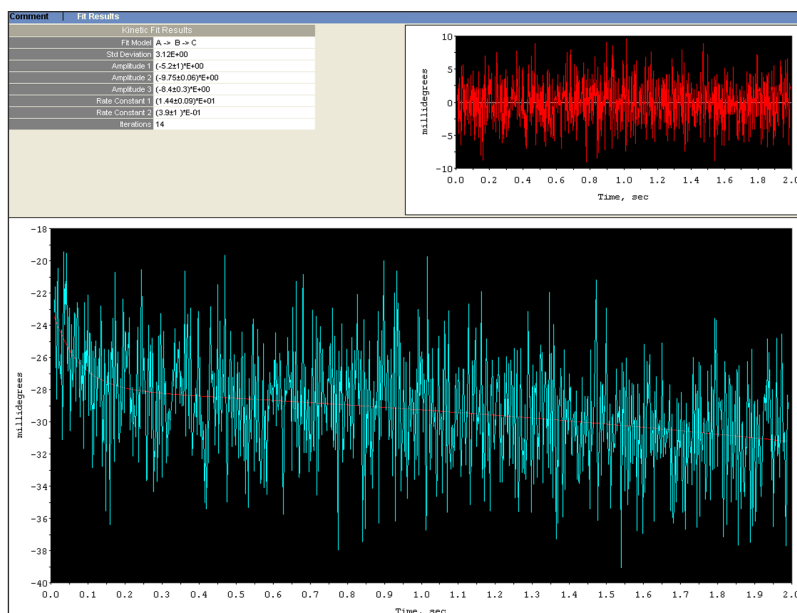 Comment | Fit Results
Kinetic Fit Results
Fit Model A -> B -> C
Std Deviation 3.12E+00
Amplitude 1 (-5.2±1)*E+00
Amplitude 2 (-9.75±0.06)*E+00
Amplitude 3 (-8.4±0.3)*E+00
Rate Constant 1 (1.44±0.09)*E+01
Rate Constant 2 (3.9±1 )*E-01
Iterations 14
millidegrees
10
5
0
-5
-10
0.0 0.2 0.4 0.6 0.8 1.0 1.2 1.4 1.6 1.8 2.0
Time, sec
millidegrees
-18
-20
-22
-24
-26
-28
-30
-32
-34
-36
-38
-40
0.0 0.1 0.2 0.3 0.4 0.5 0.6 0.7 0.8 0.9 1.0 1.1 1.2 1.3 1.4 1.5 1.6 1.7 1.8 1.9 2.0
Time, sec